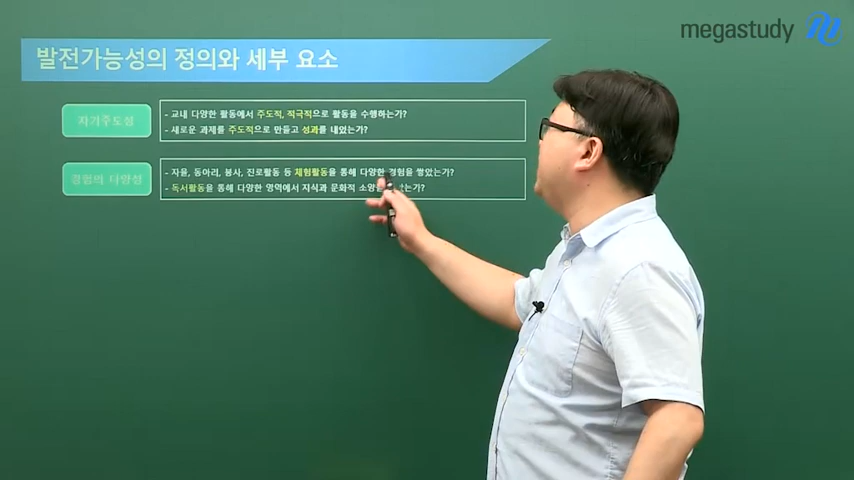 megastudy
발전가능성의 정의와 세부 요소
자기주도성
- 교내 다양한 활동에서 주도적, 적극적으로 활동을 수행하는가?
- 새로운 과제를 주도적으로 만들고 성과를 내었는가?
경험의 다양성
- 자율, 동아리, 봉사, 진로활동 등 체험활동을 통해 다양한 경험을 쌓았는가?
- 독서활동을 통해 다양한 영역에서 지식과 문화적 소양을